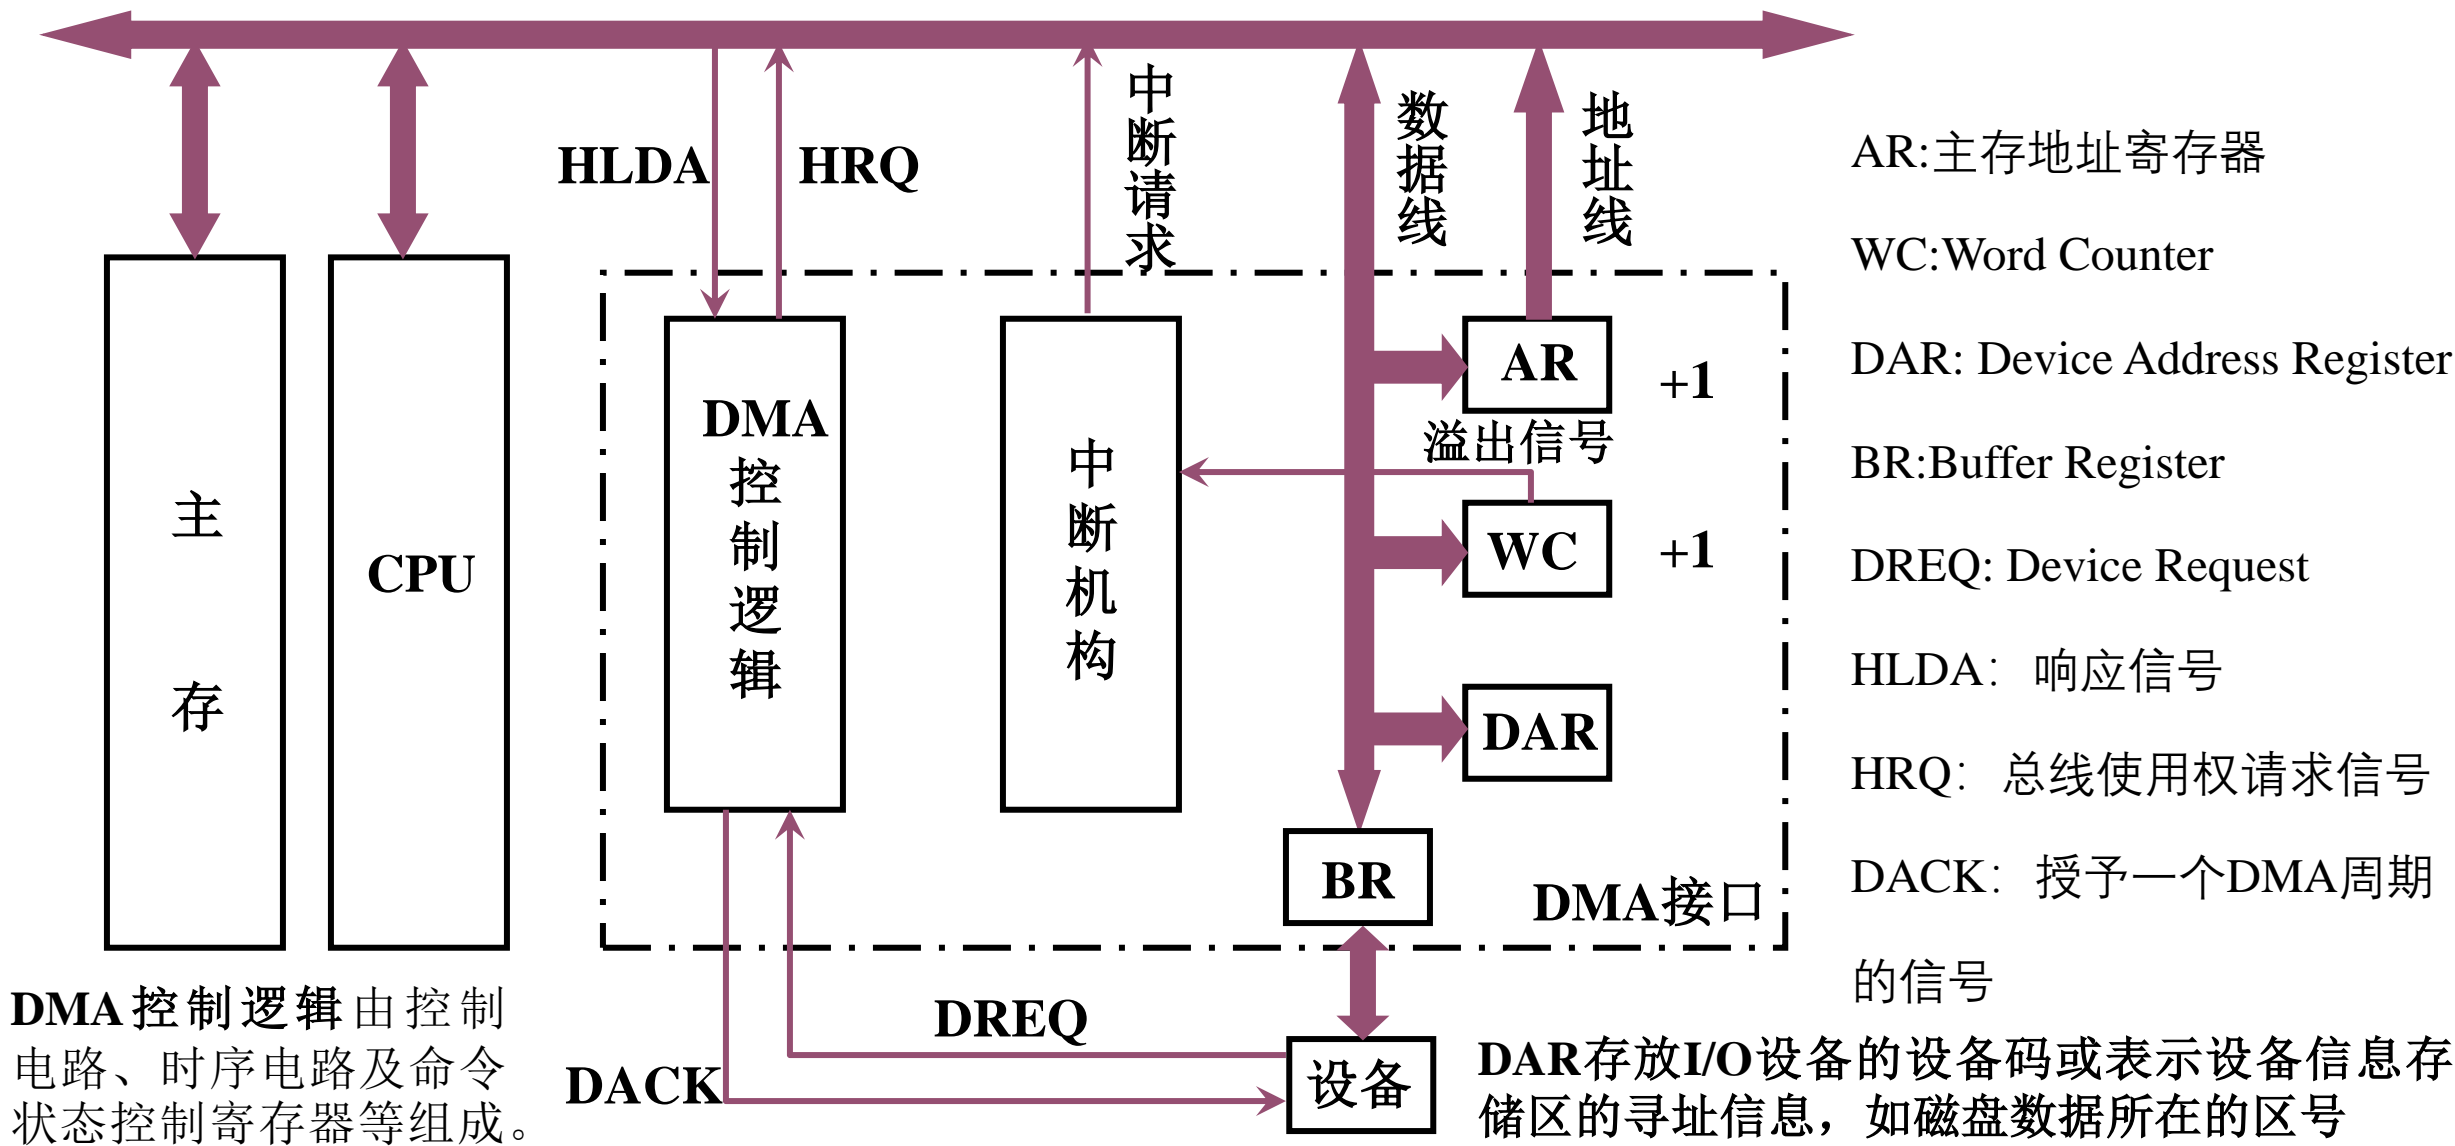 HLDA
HRQ
中断请求
数据线
地址线
主存
CPU
DMA控制逻辑
中断机构
AR
+1
溢出信号
WC
+1
DAR
BR
DMA接口
DREQ
DACK
设备
AR:主存地址寄存器
WC:Word Counter
DAR: Device Address Register
BR:Buffer Register
DREQ: Device Request
HLDA：响应信号
HRQ：总线使用权请求信号
DACK：授予一个DMA周期
的信号
DMA控制逻辑由控制
电路、时序电路及命令
状态控制寄存器等组成。
DAR存放I/O设备的设备码或表示设备信息存
储区的寻址信息，如磁盘数据所在的区号